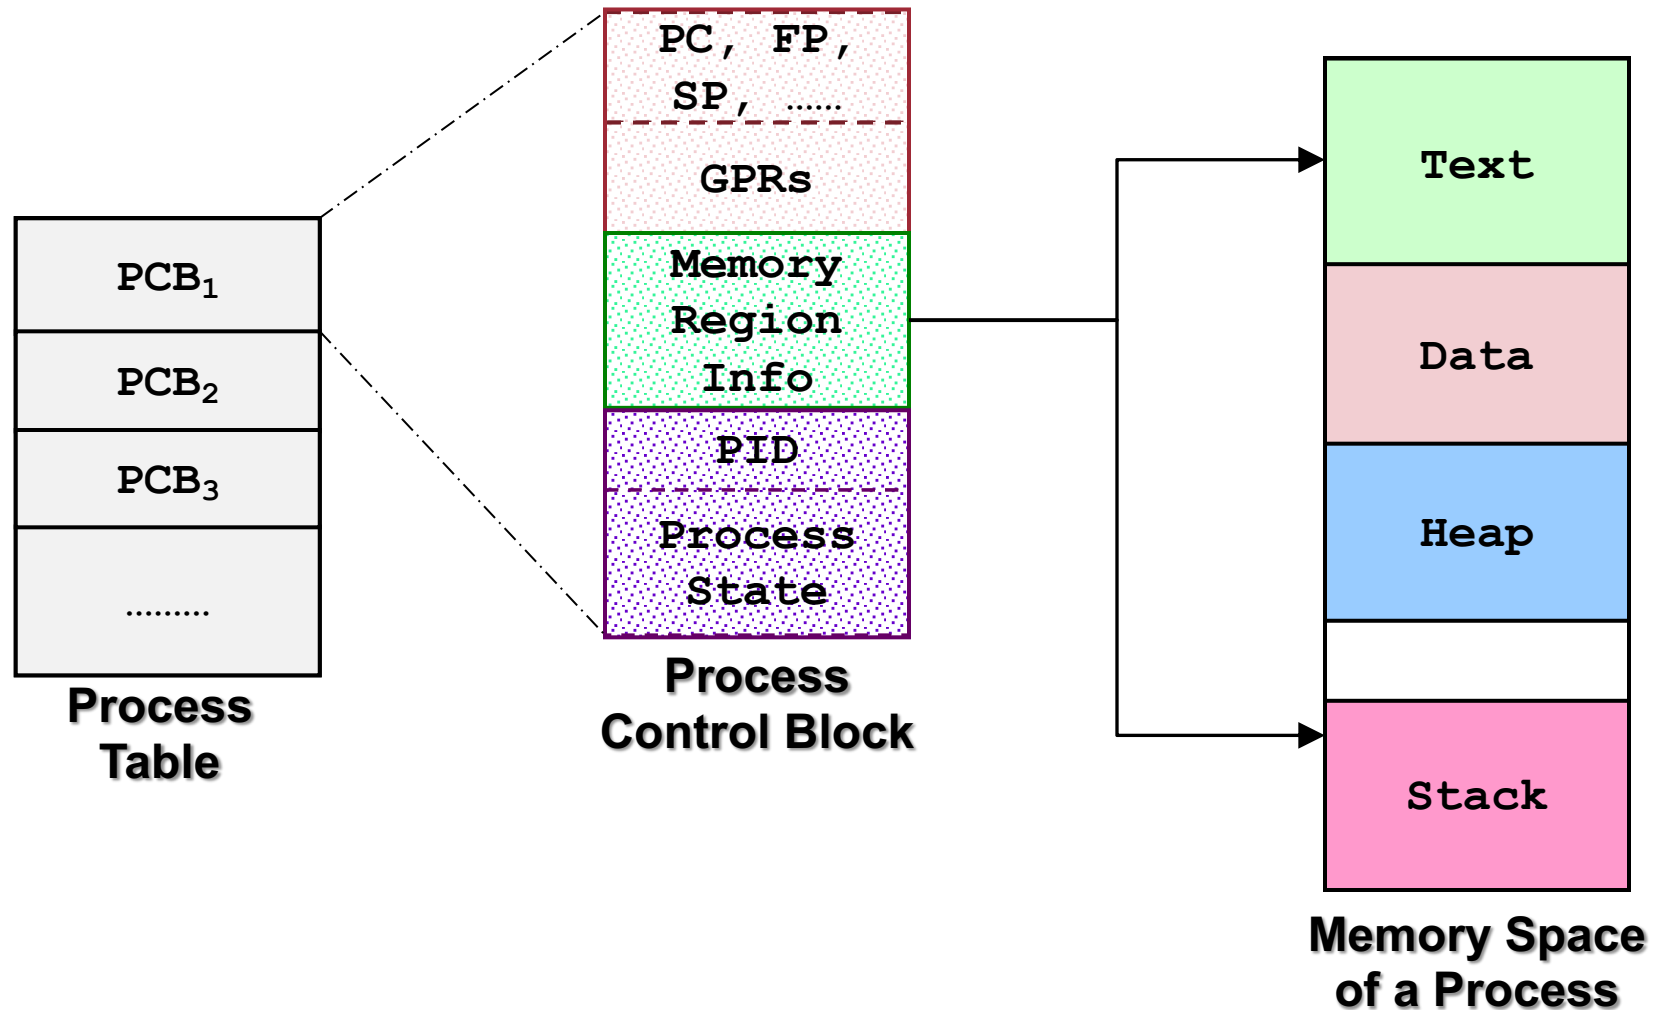 PCB₁
PCB₂
PCB₃
.........
Process
Table
PC, FP,
SP, ......
GPRs
Memory
Region
Info
PID
Process
State
Process
Control Block
Text
Data
Heap
Stack
Memory Space
of a Process